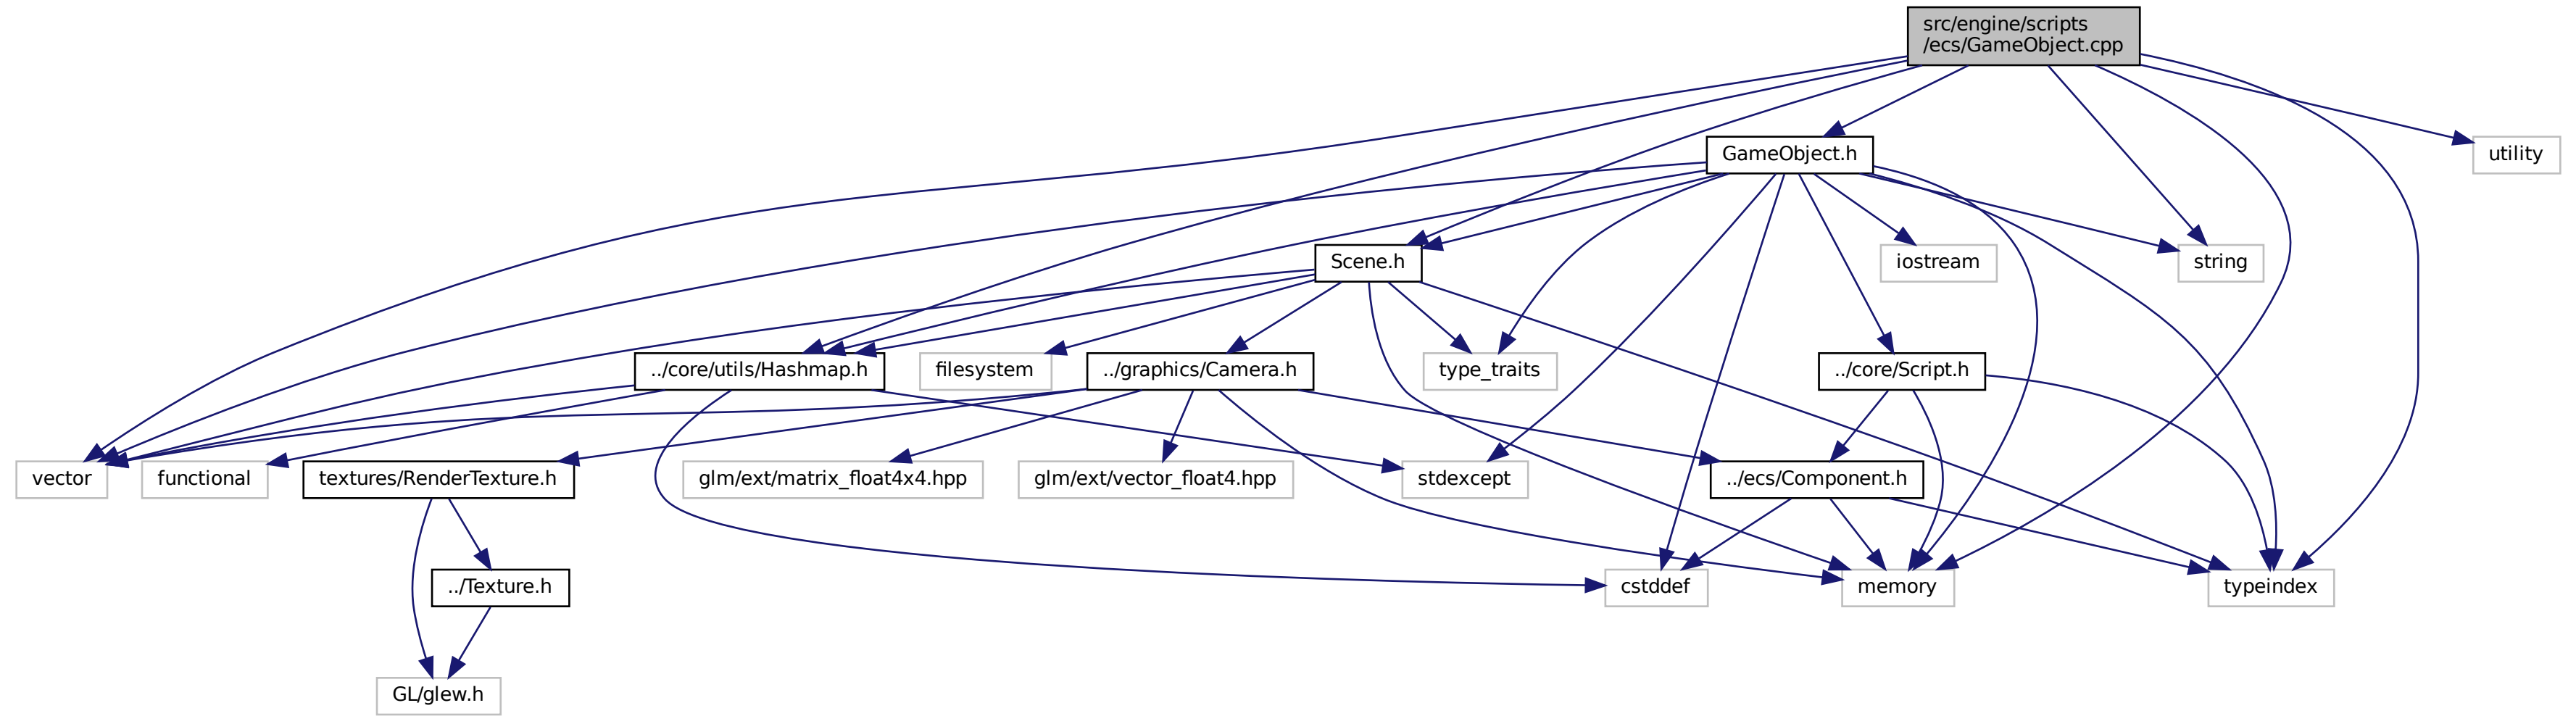 src/engine/scripts
/ecs/GameObject.cpp
GameObject.h
utility
Scene.h
iostream
string
../core/utils/Hashmap.h
filesystem
../graphics/Camera.h
type_traits
../core/Script.h
vector
functional
textures/RenderTexture.h
glm/ext/matrix_float4x4.hpp
glm/ext/vector_float4.hpp
stdexcept
../ecs/Component.h
../Texture.h
cstddef
memory
typeindex
GL/glew.h